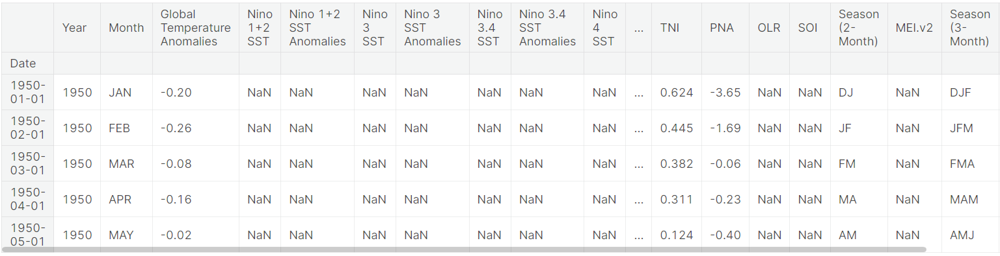 Year Month Global Temperature Anomalies Nino 1+2 SST Nino 1+2 SST Anomalies Nino 3 SST Nino 3 SST Anomalies Nino 3.4 SST Nino 3.4 SST Anomalies Nino 4 SST ... TNI PNA OLR SOI Season (2-Month) MEI.v2 Season (3-Month)
Date
1950-01-01 1950 JAN -0.20 NaN NaN NaN NaN NaN NaN NaN ... 0.624 -3.65 NaN NaN DJ NaN DJF
1950-02-01 1950 FEB -0.26 NaN NaN NaN NaN NaN NaN NaN ... 0.445 -1.69 NaN NaN JF NaN JFM
1950-03-01 1950 MAR -0.08 NaN NaN NaN NaN NaN NaN NaN ... 0.382 -0.06 NaN NaN FM NaN FMA
1950-04-01 1950 APR -0.16 NaN NaN NaN NaN NaN NaN NaN ... 0.311 -0.23 NaN NaN MA NaN MAM
1950-05-01 1950 MAY -0.02 NaN NaN NaN NaN NaN NaN NaN ... 0.124 -0.40 NaN NaN AM NaN AMJ